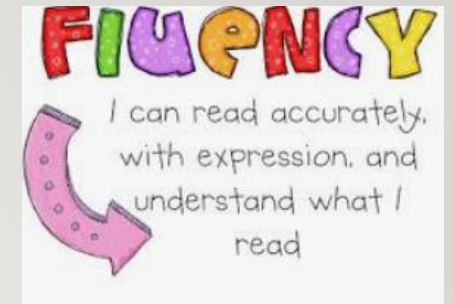 FlUeNCY
I can read accurately,
with expression, and
understand what I
read